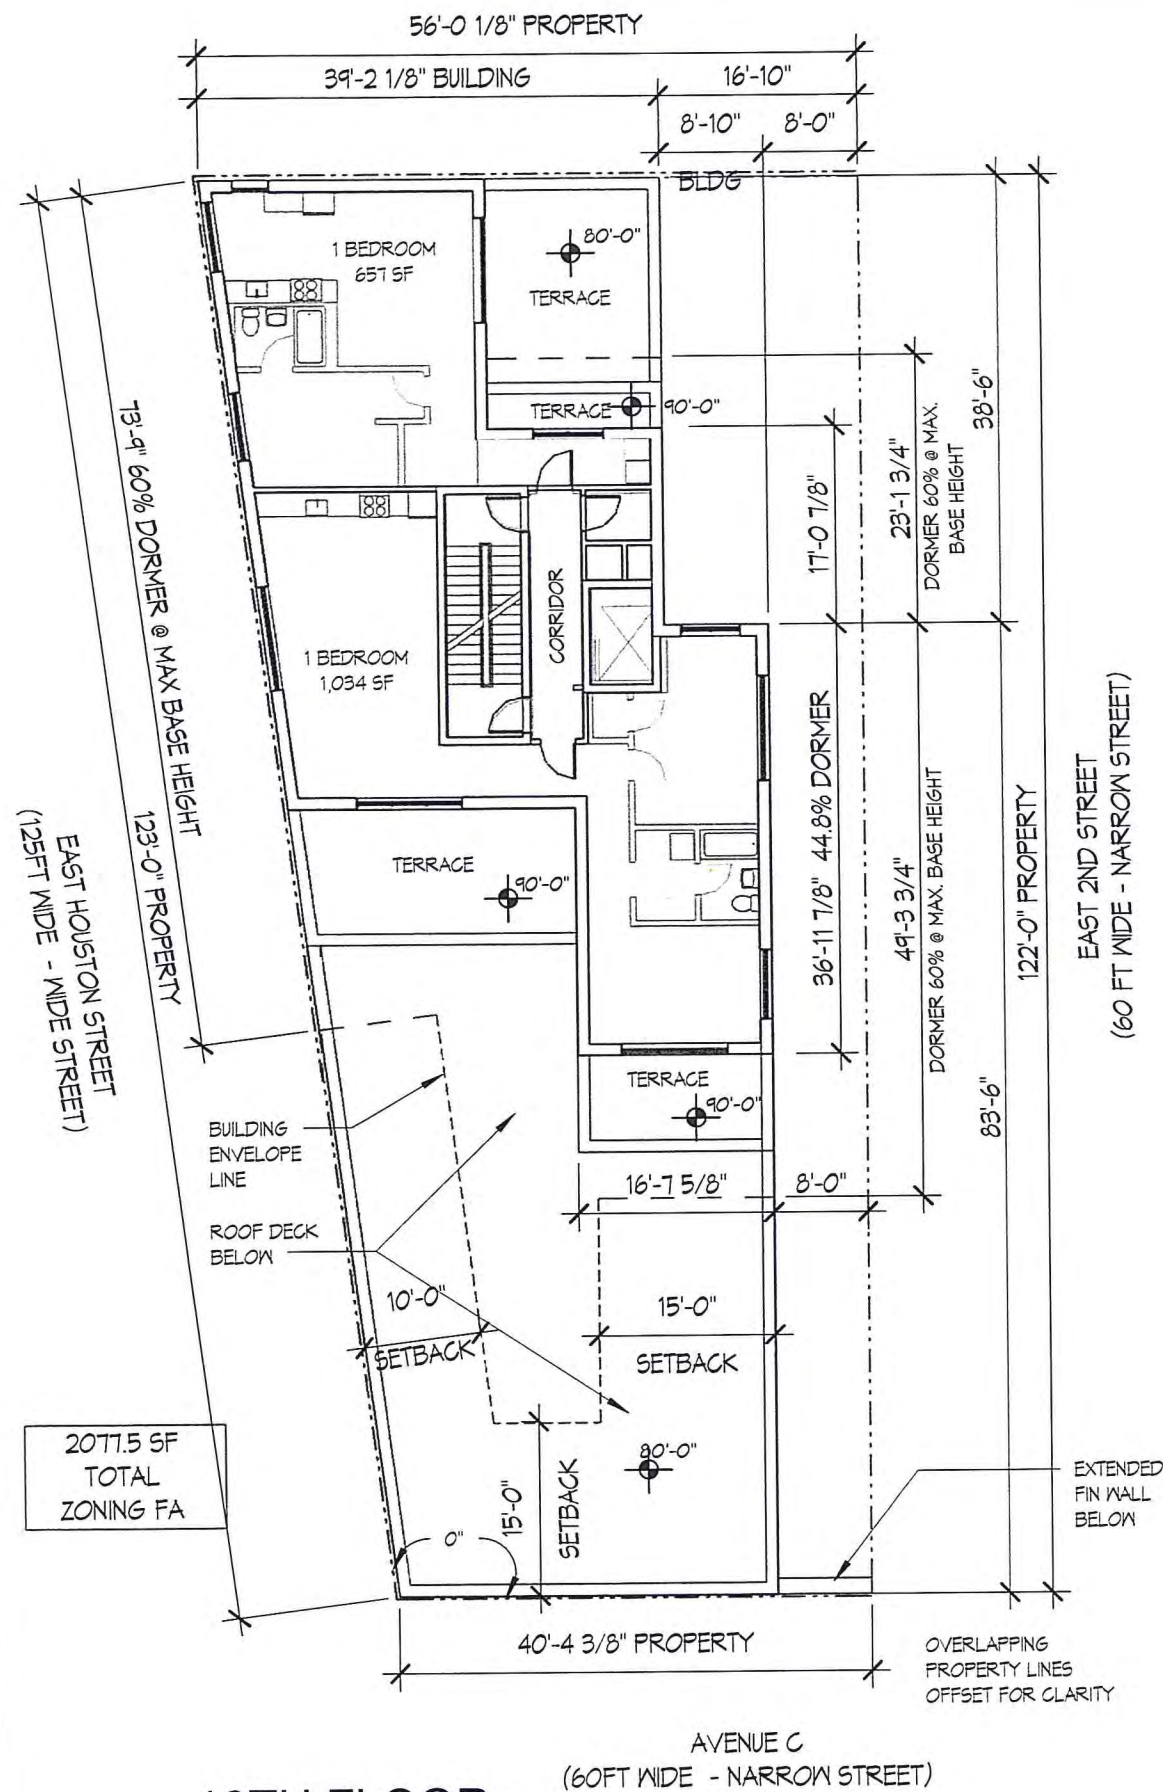 56'-0 1/8" PROPERTY
39'-2 1/8" BUILDING
16'-10"
8'-10"
8'-0"
BLDG
1 BEDROOM
657 SF
80'-0"
TERRACE
TERRACE
90'-0"
38'-6"
23'-1 3/4"
DORMER 60% @ MAX.
BASE HEIGHT
17'-0 7/8"
73'-9" 60% DORMER @ MAX BASE HEIGHT
123'-0" PROPERTY
EAST HOUSTON STREET
(125FT WIDE - WIDE STREET)
CORRIDOR
1 BEDROOM
1,034 SF
36'-11 7/8" 44.8% DORMER
49'-3 3/4"
DORMER 60% @ MAX. BASE HEIGHT
122'-0" PROPERTY
83'-6"
EAST 2ND STREET
(60 FT WIDE - NARROW STREET)
TERRACE
90'-0"
TERRACE
90'-0"
BUILDING
ENVELOPE
LINE
16'-7 5/8"
8'-0"
ROOF DECK
BELOW
10'-0"
SETBACK
15'-0"
SETBACK
2077.5 SF
TOTAL
ZONING FA
80'-0"
15'-0"
SETBACK
0"
EXTENDED
FIN WALL
BELOW
40'-4 3/8" PROPERTY
OVERLAPPING
PROPERTY LINES
OFFSET FOR CLARITY
AVENUE C
(60FT WIDE - NARROW STREET)